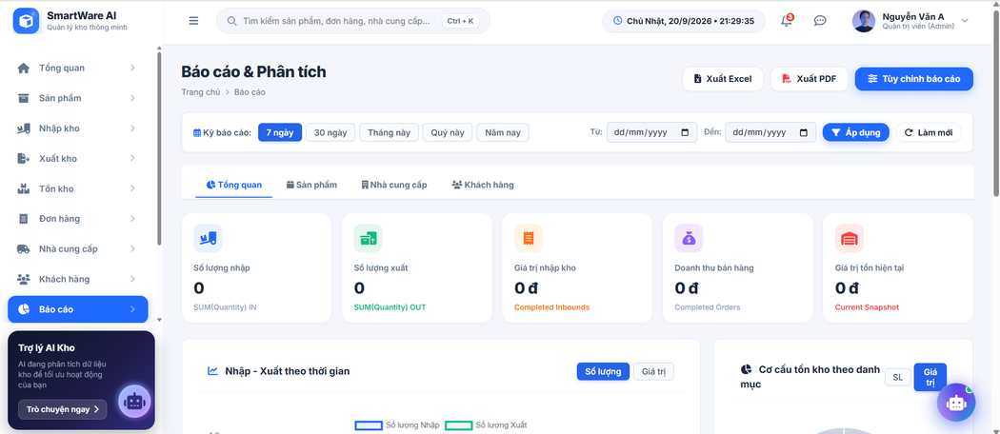 SmartWare AI
Quản lý kho thông minh
Tìm kiếm sản phẩm, đơn hàng, nhà cung cấp... Ctrl + K
Chủ Nhật, 20/9/2026 • 21:29:35
3
Nguyễn Văn A
Quản trị viên (Admin)
Tổng quan
Sản phẩm
Nhập kho
Xuất kho
Tồn kho
Đơn hàng
Nhà cung cấp
Khách hàng
Báo cáo
Trợ lý AI Kho
AI đang phân tích dữ liệu
kho để tối ưu hoạt động
của bạn
Trò chuyện ngay
Báo cáo & Phân tích
Trang chủ > Báo cáo
Xuất Excel
Xuất PDF
Tùy chỉnh báo cáo
Kỳ báo cáo: 7 ngày 30 ngày Tháng này Quý này Năm nay
Từ: dd/mm/yyyy Đến: dd/mm/yyyy Áp dụng Làm mới
Tổng quan Sản phẩm Nhà cung cấp Khách hàng
Số lượng nhập
0
SUM(Quantity) IN
Số lượng xuất
0
SUM(Quantity) OUT
Giá trị nhập kho
0 đ
Completed Inbounds
Doanh thu bán hàng
0 đ
Completed Orders
Giá trị tồn hiện tại
0 đ
Current Snapshot
Nhập - Xuất theo thời gian
Số lượng Giá trị
Số lượng Nhập Số lượng Xuất
Cơ cấu tồn kho theo danh
mục
SL
Giá
trị